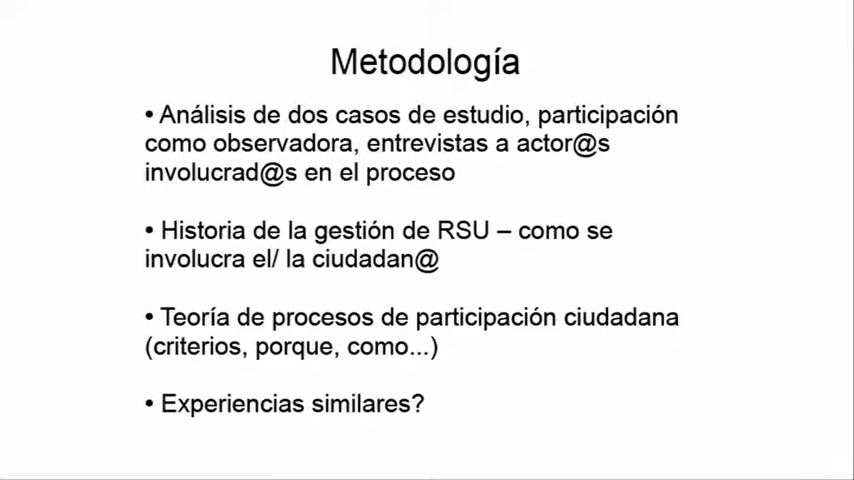 Metodología
• Análisis de dos casos de estudio, participación
como observadora, entrevistas a actor@s
involucrad@s en el proceso
• Historia de la gestión de RSU – como se
involucra el/ la ciudadan@
• Teoría de procesos de participación ciudadana
(criterios, porque, como...)
• Experiencias similares?